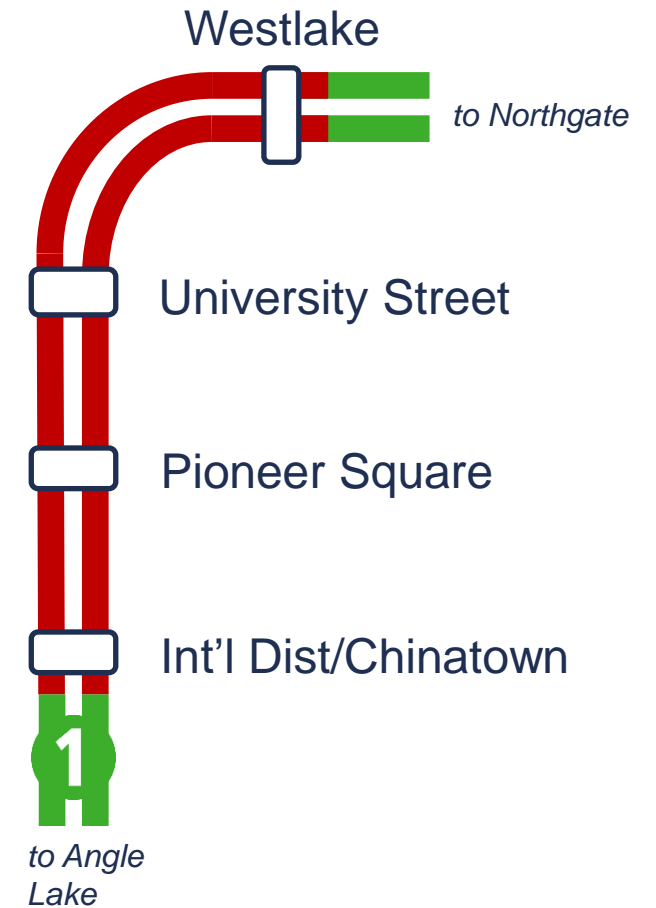 Westlake
to Northgate
University Street
Pioneer Square
Int’l Dist/Chinatown
1
to Angle
Lake